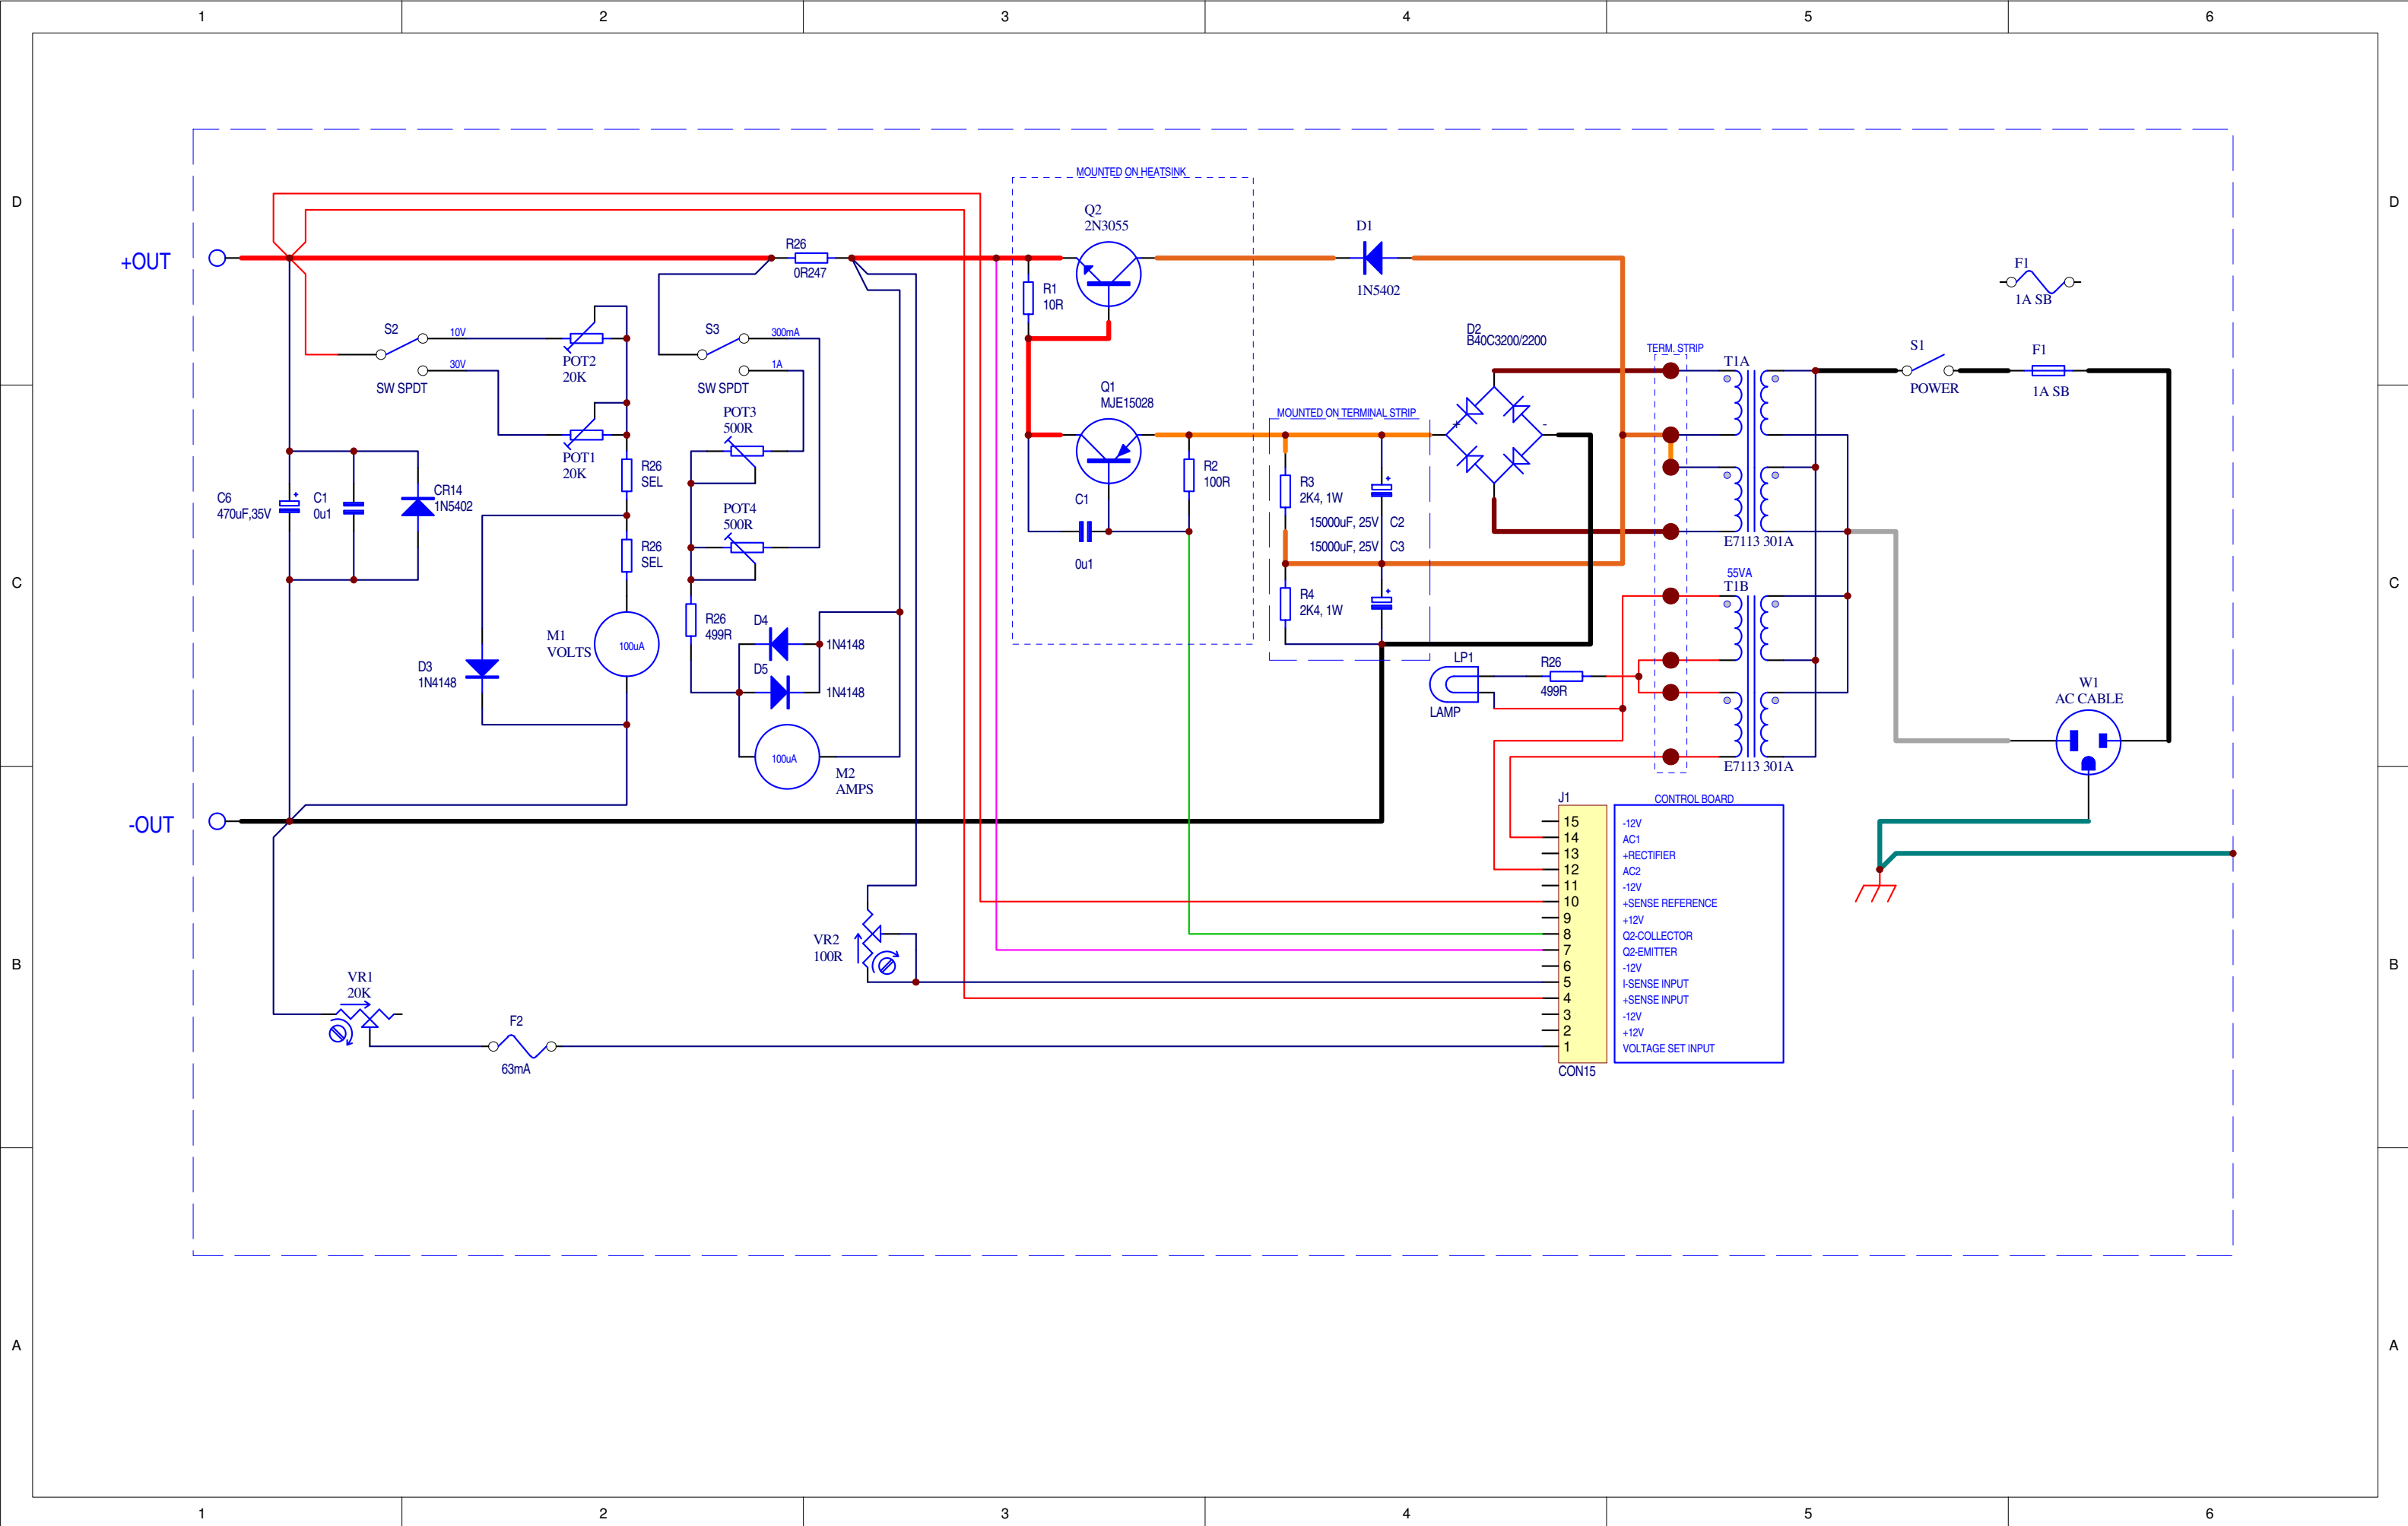 1 2 3 4 5 6
D D
MOUNTED ON HEATSINK
Q2
2N3055
D1
1N5402
+OUT
R26
0R247
R1
10R
F1
1A SB
S2
10V
30V
SW SPDT
POT2
20K
S3
300mA
1A
SW SPDT
D2
B40C3200/2200
TERM. STRIP
T1A
S1
POWER
F1
1A SB
Q1
MJE15028
POT3
500R
MOUNTED ON TERMINAL STRIP
+ -
POT1
20K
R26
SEL
R2
100R
R3
2K4, 1W
C6
470uF,35V
+
C1
0u1
CR14
1N5402
POT4
500R
C1
0u1
+
15000uF, 25V C2
15000uF, 25V C3
E7113 301A
C C
R26
SEL
55VA
T1B
R4
2K4, 1W
+
R26
499R
D4
1N4148
D5
1N4148
M1
VOLTS
100uA
D3
1N4148
LP1
LAMP
R26
499R
W1
AC CABLE
100uA
M2
AMPS
E7113 301A
-OUT
J1
CONTROL BOARD
15 -12V
14 AC1
13 +RECTIFIER
12 AC2
11 -12V
10 +SENSE REFERENCE
9 +12V
8 Q2-COLLECTOR
7 Q2-EMITTER
6 -12V
5 I-SENSE INPUT
4 +SENSE INPUT
3 -12V
2 +12V
1 VOLTAGE SET INPUT
CON15
B B
VR2
100R
VR1
20K
F2
63mA
A A
1 2 3 4 5 6